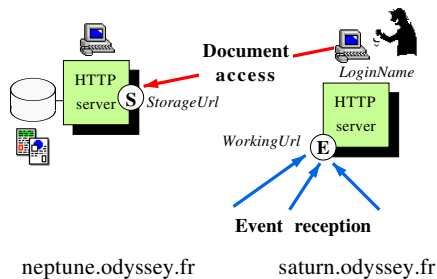 Document
access
LoginName
HTTP
server
S
StorageUrl
HTTP
server
WorkingUrl
E
Event reception
neptune.odyssey.fr
saturn.odyssey.fr